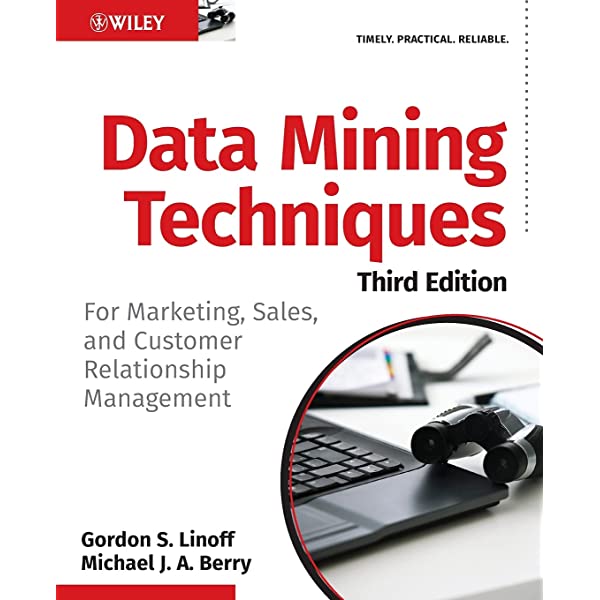 WILEY
TIMELY. PRACTICAL. RELIABLE.
Data Mining
Techniques
Third Edition
For Marketing, Sales,
and Customer
Relationship
Management
Gordon S. Linoff
Michael J. A. Berry